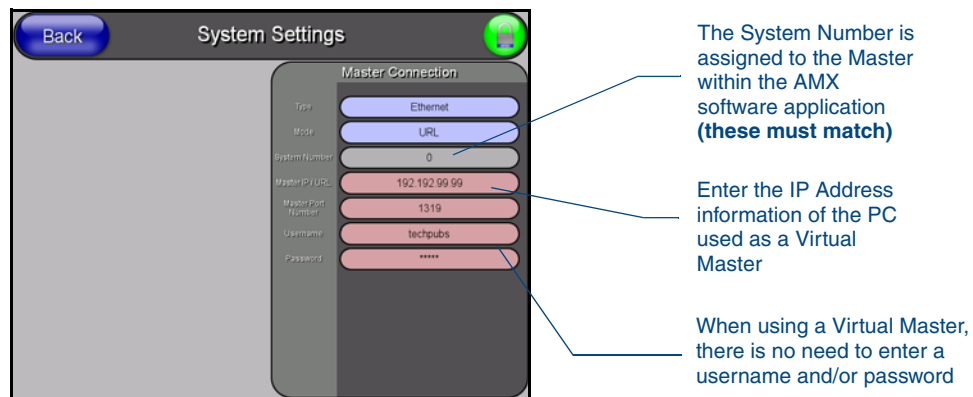 Back
System Settings
Master Connection
Type
Ethernet
Mode
URL
System Number
0
Master IP / URL
192.192.99.99
Master Port
Number
1319
Username
techpubs
Password
*****
The System Number is
assigned to the Master
within the AMX
software application
(these must match)
Enter the IP Address
information of the PC
used as a Virtual
Master
When using a Virtual Master,
there is no need to enter a
username and/or password